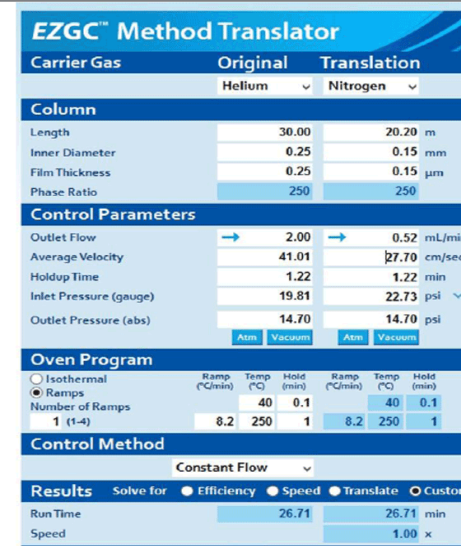 EZGC™ Method Translator
Carrier Gas Original Translation
Helium Nitrogen
Column
Length 30.00 20.20 m
Inner Diameter 0.25 0.15 mm
Film Thickness 0.25 0.15 µm
Phase Ratio 250 250
Control Parameters
Outlet Flow 2.00 0.52 mL/mi
Average Velocity 41.01 27.70 cm/sec
Holdup Time 1.22 1.22 min
Inlet Pressure (gauge) 19.81 22.73 psi
Outlet Pressure (abs) 14.70 14.70 psi
Atm Vacuum Atm Vacuum
Oven Program
Isothermal Ramp Temp Hold Ramp Temp Hold
(°C/min) (°C) (min) (°C/min) (°C) (min)
Ramps 40 0.1 40 0.1
Number of Ramps
1 (1-4) 8.2 250 1 8.2 250 1
Control Method
Constant Flow
Results Solve for Efficiency Speed Translate Custom
Run Time 26.71 26.71 min
Speed 1.00 x